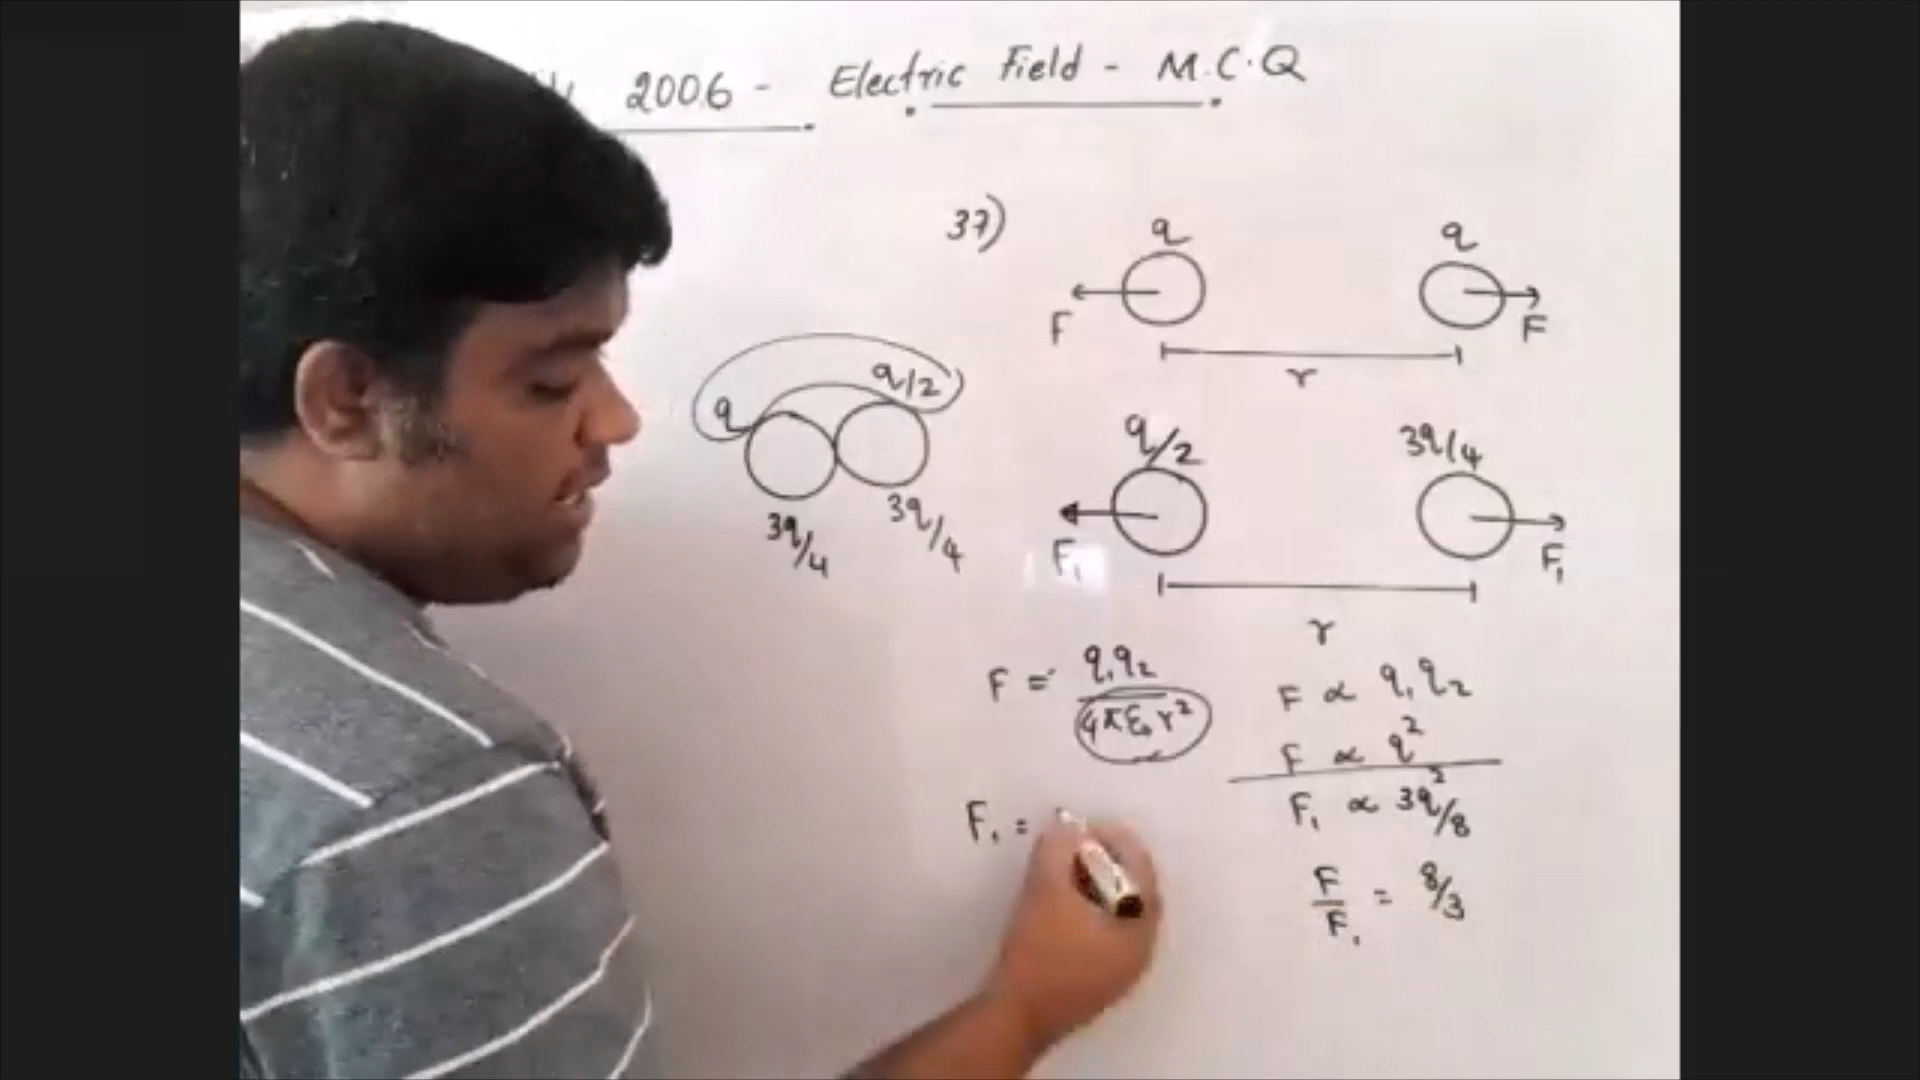 2006 - Electric Field - M.C.Q
37)
q q
F F
r
q q/2
3q/4 3q/4
q/2 3q/4
F₁ F₁
r
F = q₁q₂/4πε₀r²
F ∝ q₁q₂
F ∝ q²
F₁ ∝ 3q²/8
F/F₁ = 8/3
F₁ =